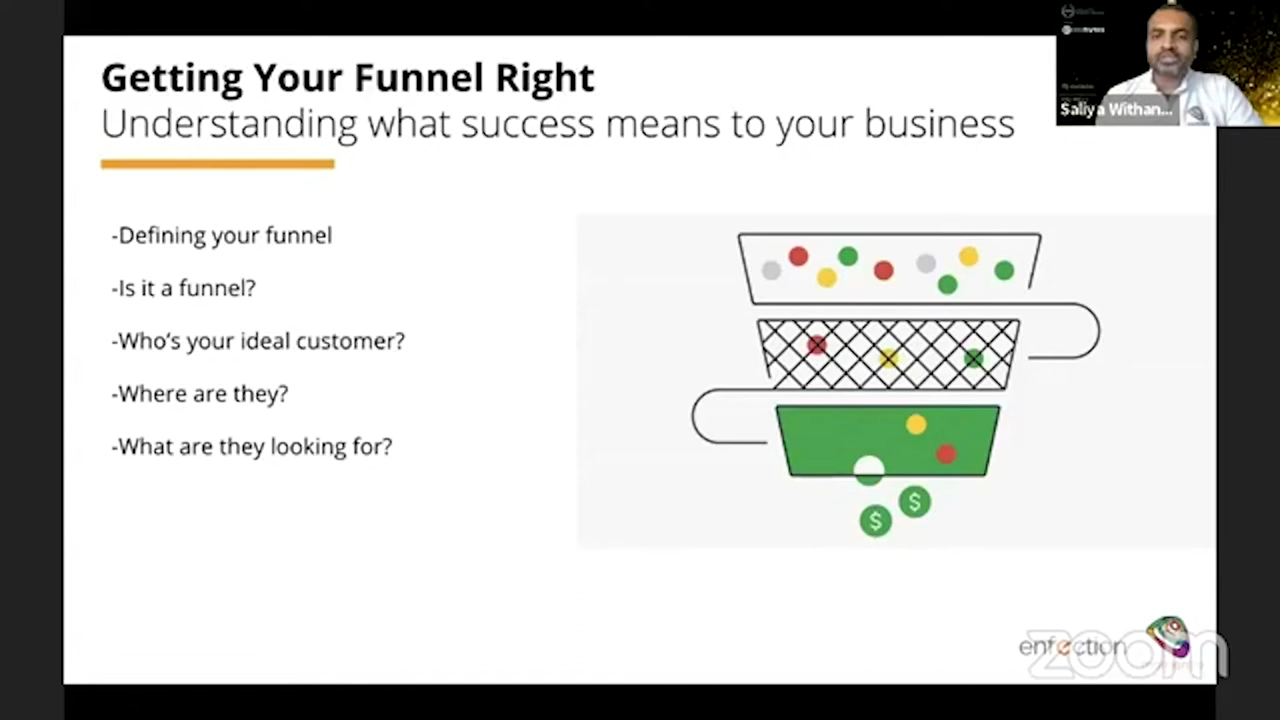 Getting Your Funnel Right
Understanding what success means to your business
Saliya Withan...
-Defining your funnel
-Is it a funnel?
-Who's your ideal customer?
-Where are they?
-What are they looking for?
$
$
enfection
zoom